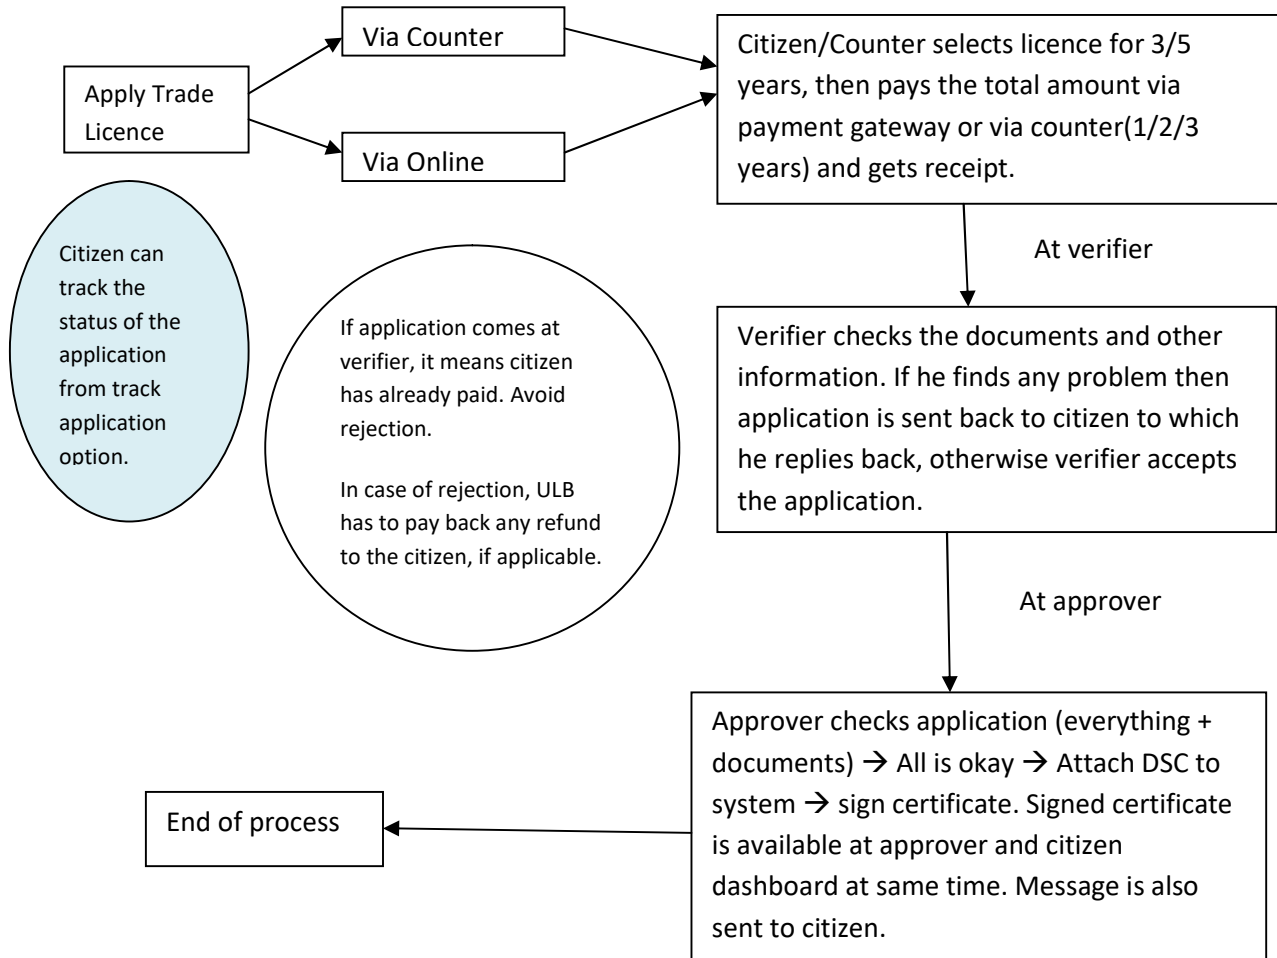 Via Counter
Apply Trade
Licence
Via Online
Citizen/Counter selects licence for 3/5
years, then pays the total amount via
payment gateway or via counter(1/2/3
years) and gets receipt.
At verifier
Citizen can
track the
status of the
application
from track
application
option.
If application comes at
verifier, it means citizen
has already paid. Avoid
rejection.
In case of rejection, ULB
has to pay back any refund
to the citizen, if applicable.
Verifier checks the documents and other
information. If he finds any problem then
application is sent back to citizen to which
he replies back, otherwise verifier accepts
the application.
At approver
Approver checks application (everything +
documents) → All is okay → Attach DSC to
system → sign certificate. Signed certificate
is available at approver and citizen
dashboard at same time. Message is also
sent to citizen.
End of process